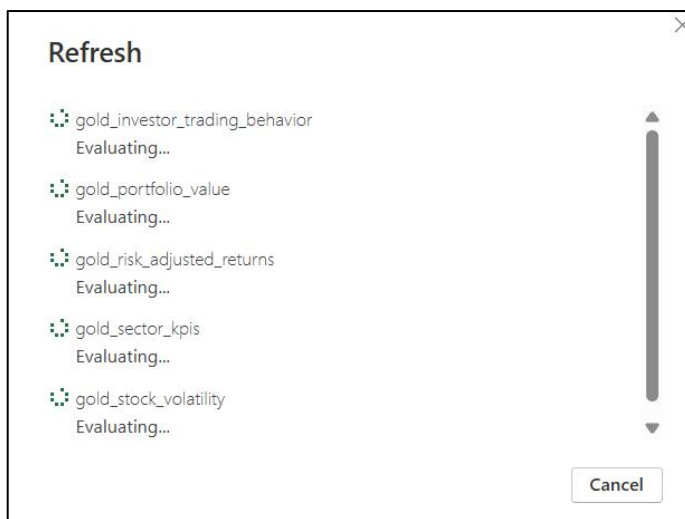 Refresh
gold_investor_trading_behavior
Evaluating...
gold_portfolio_value
Evaluating...
gold_risk_adjusted_returns
Evaluating...
gold_sector_kpis
Evaluating...
gold_stock_volatility
Evaluating...
Cancel